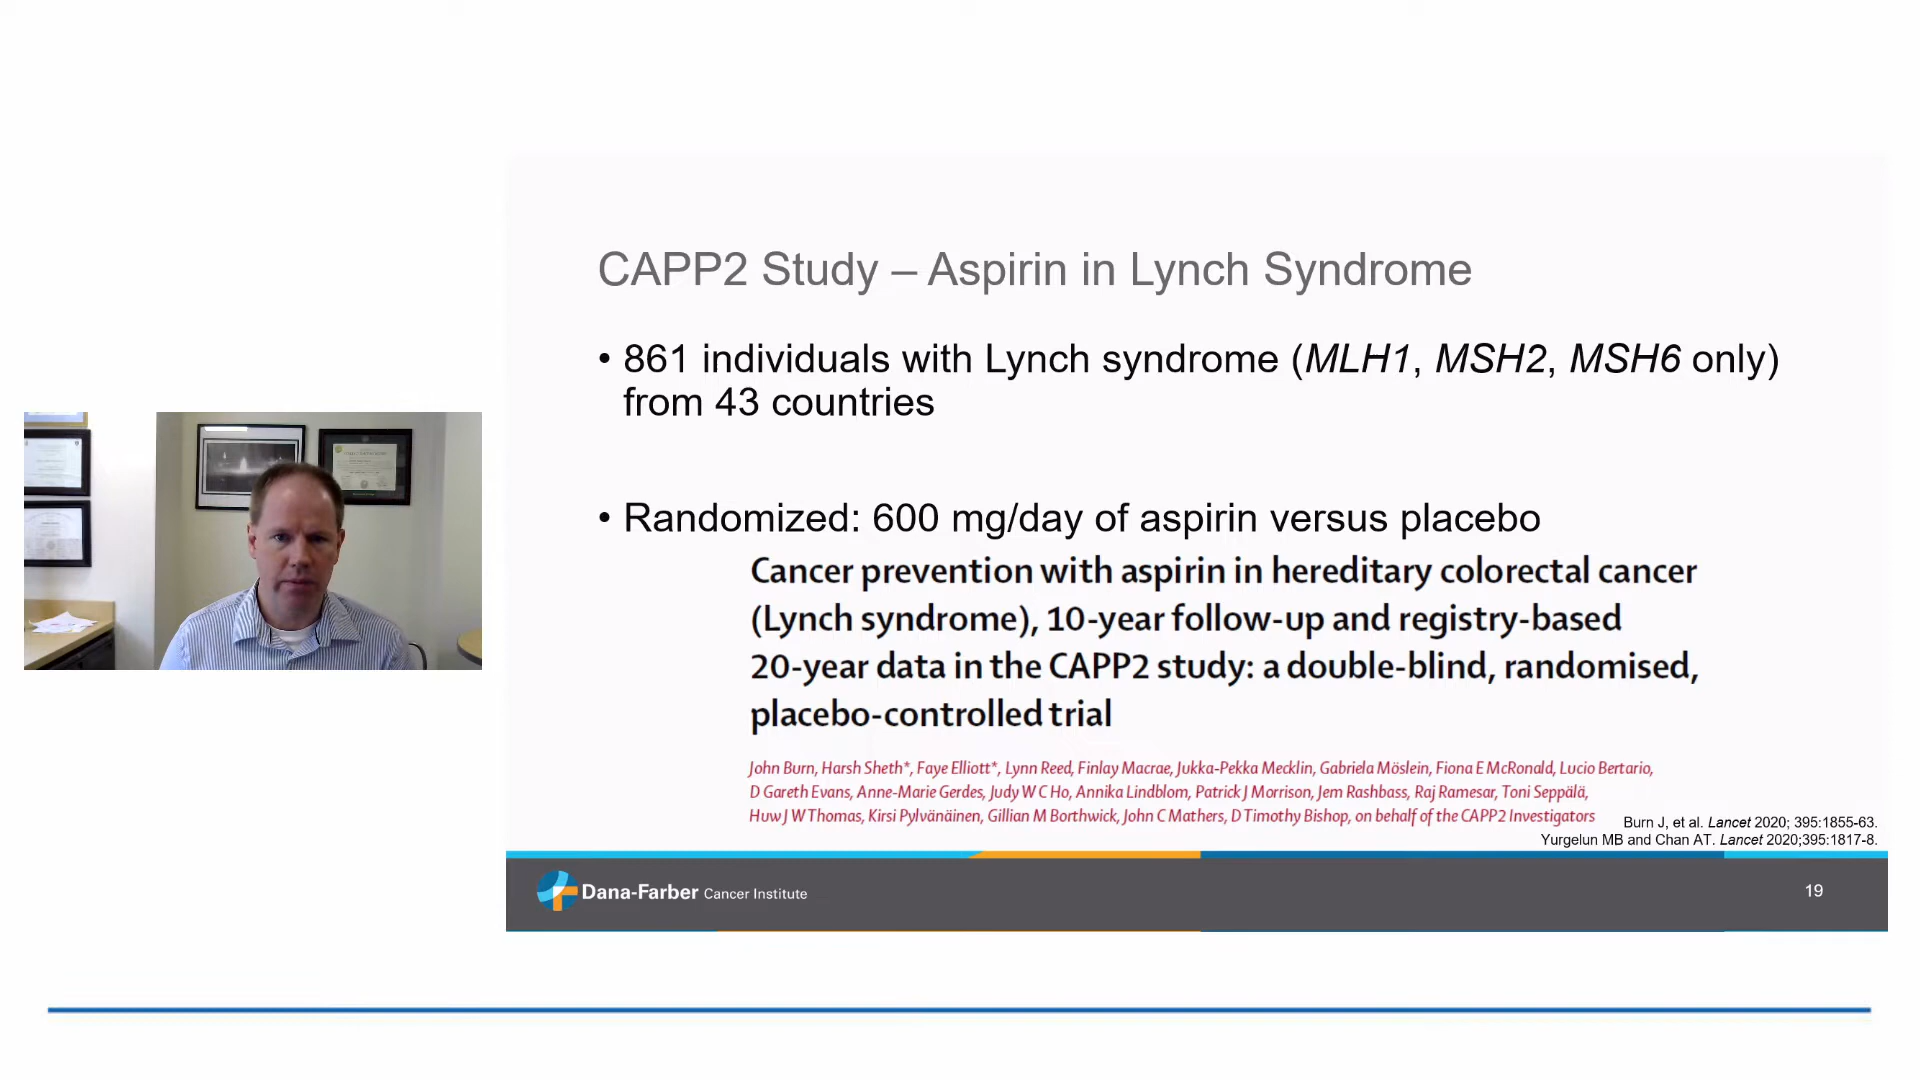 CAPP2 Study – Aspirin in Lynch Syndrome
• 861 individuals with Lynch syndrome (MLH1, MSH2, MSH6 only)
from 43 countries
• Randomized: 600 mg/day of aspirin versus placebo
Cancer prevention with aspirin in hereditary colorectal cancer
(Lynch syndrome), 10-year follow-up and registry-based
20-year data in the CAPP2 study: a double-blind, randomised,
placebo-controlled trial
John Burn, Harsh Sheth*, Faye Elliott*, Lynn Reed, Finlay Macrae, Jukka-Pekka Mecklin, Gabriela Möslein, Fiona E McRonald, Lucio Bertario,
D Gareth Evans, Anne-Marie Gerdes, Judy W C Ho, Annika Lindblom, Patrick J Morrison, Jem Rashbass, Raj Ramesar, Toni Seppälä,
Huw J W Thomas, Kirsi Pylvänäinen, Gillian M Borthwick, John C Mathers, D Timothy Bishop, on behalf of the CAPP2 Investigators
Burn J, et al. Lancet 2020; 395:1855-63.
Yurgelun MB and Chan AT. Lancet 2020;395:1817-8.
Dana-Farber Cancer Institute
19